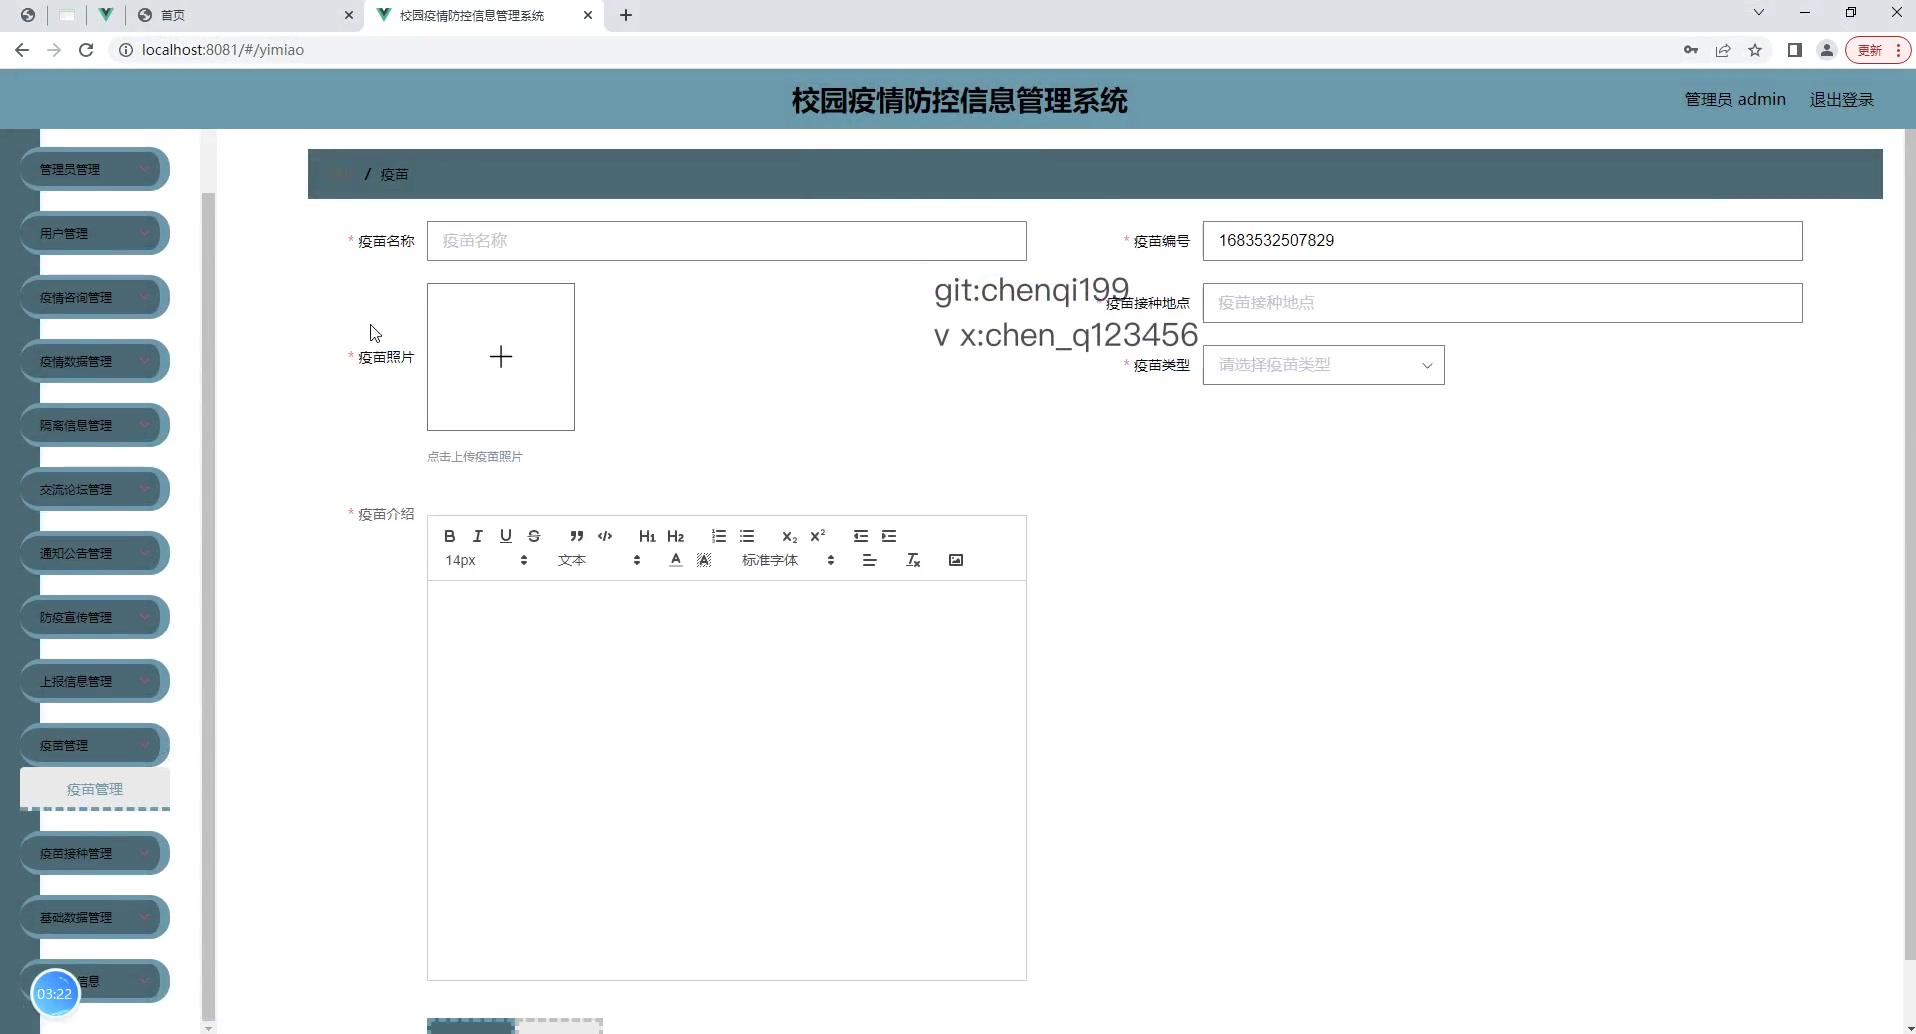 首页
校园疫情防控信息管理系统
localhost:8081/#/yimiao
更新
校园疫情防控信息管理系统
管理员 admin
退出登录
管理员管理
用户管理
疫情咨询管理
疫情数据管理
隔离信息管理
交流论坛管理
通知公告管理
防疫宣传管理
上报信息管理
疫苗管理
疫苗管理
疫苗接种管理
基础数据管理
信息
03:22
/ 疫苗
* 疫苗名称
疫苗名称
* 疫苗编号
1683532507829
git:chenqi199
v x:chen_q123456
* 疫苗接种地点
疫苗接种地点
* 疫苗照片
点击上传疫苗照片
* 疫苗类型
请选择疫苗类型
* 疫苗介绍
B I U S H1 H2 X2 X2
14px 文本 A A 标准字体 Tx